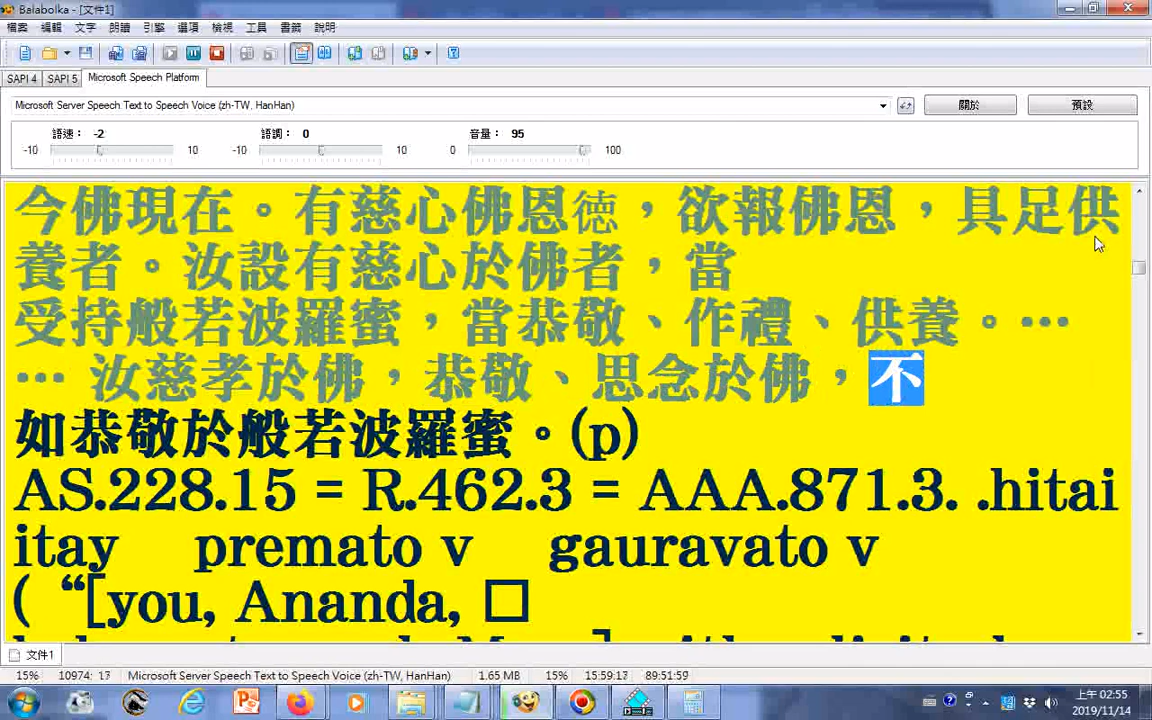 Balabolka - [文件1]
檔案 編輯 文字 朗讀 引擎 選項 檢視 工具 書籤 說明
SAPI 4 SAPI 5 Microsoft Speech Platform
Microsoft Server Speech Text to Speech Voice (zh-TW, HanHan) 關於 預設
語速： -2 語調： 0 音量： 95
-10 10 -10 10 0 100
今佛現在。有慈心佛恩德，欲報佛恩，具足供
養者。汝設有慈心於佛者，當
受持般若波羅蜜，當恭敬、作禮、供養。…
… 汝慈孝於佛，恭敬、思念於佛，不
如恭敬於般若波羅蜜。(p)
AS.228.15 = R.462.3 = AAA.871.3. .hitai
itay premato v gauravato v
( “[you, Ananda, □
文件1
15% 10974: 17 Microsoft Server Speech Text to Speech Voice (zh-TW, HanHan) 1.65 MB 15% 15:59:17 89:51:59
上午 02:55
2019/11/14